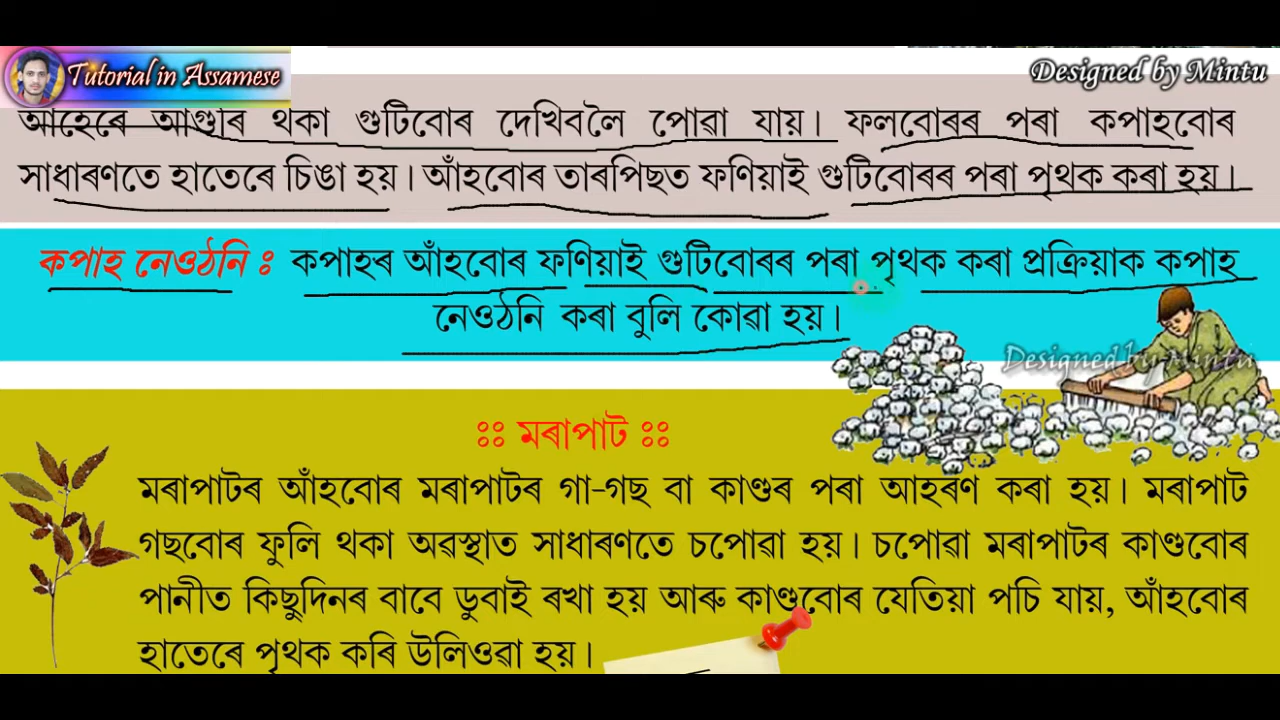 Tutorial in Assamese
Designed by Mintu
আঁহেৰে আগুৰি থকা গুটিবোৰ দেখিবলৈ পোৱা যায়। ফলবোৰৰ পৰা কপাহবোৰ
সাধাৰণতে হাতেৰে চিঙা হয়। আঁহবোৰ তাৰপিছত ফণিয়াই গুটিবোৰৰ পৰা পৃথক কৰা হয়।
কপাহ নেওঠনি ঃ কপাহৰ আঁহবোৰ ফণিয়াই গুটিবোৰৰ পৰা পৃথক কৰা প্ৰক্ৰিয়াক কপাহ
নেওঠনি কৰা বুলি কোৱা হয়।
Designed by Mintu
ঃঃ মৰাপাট ঃঃ
মৰাপাটৰ আঁহবোৰ মৰাপাটৰ গা-গছ বা কাণ্ডৰ পৰা আহৰণ কৰা হয়। মৰাপাট
গছবোৰ ফুলি থকা অৱস্থাত সাধাৰণতে চপোৱা হয়। চপোৱা মৰাপাটৰ কাণ্ডবোৰ
পানীত কিছুদিনৰ বাবে ডুবাই ৰখা হয় আৰু কাণ্ডবোৰ যেতিয়া পচি যায়, আঁহবোৰ
হাতেৰে পৃথক কৰি উলিওৱা হয়।